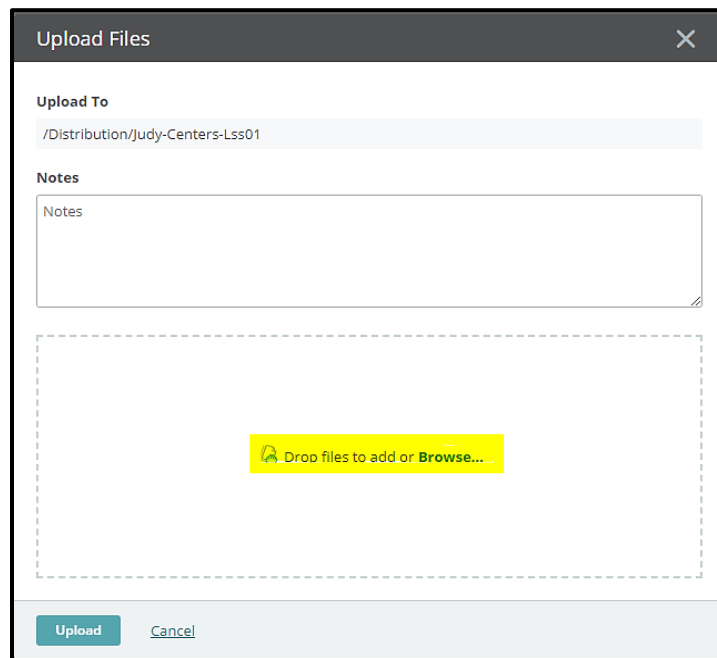 Upload Files
Upload To
/Distribution/Judy-Centers-Lss01
Notes
Notes
Drop files to add or Browse...
Upload Cancel